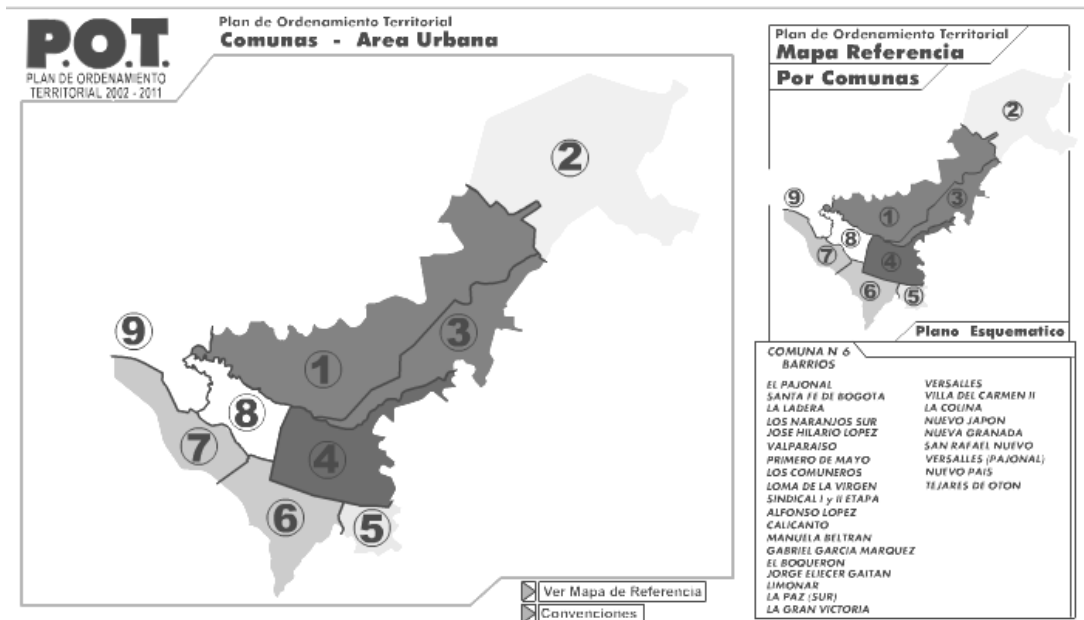 P.O.T.
PLAN DE ORDENAMIENTO
TERRITORIAL 2002 - 2011
Plan de Ordenamiento Territorial
Comunas - Area Urbana
2
9
3
1
8
7
4
6
5
Ver Mapa de Referencia
Convenciones
Plan de Ordenamiento Territorial
Mapa Referencia
Por Comunas
2
9
3
1
8
7
4
6
5
Plano Esquematico
COMUNA N 6
BARRIOS
EL PAJONAL
SANTA FE DE BOGOTA
LA LADERA
LOS NARANJOS SUR
JOSE HILARIO LOPEZ
VALPARAISO
PRIMERO DE MAYO
LOS COMUNEROS
LOMA DE LA VIRGEN
SINDICAL I y II ETAPA
ALFONSO LOPEZ
CALICANTO
MANUELA BELTRAN
GABRIEL GARCIA MARQUEZ
EL BOQUERON
JORGE ELIECER GAITAN
LIMONAR
LA PAZ (SUR)
LA GRAN VICTORIA
VERSALLES
VILLA DEL CARMEN II
LA COLINA
NUEVO JAPON
NUEVA GRANADA
SAN RAFAEL NUEVO
VERSALLES (PAJONAL)
NUEVO PAIS
TEJARES DE OTON